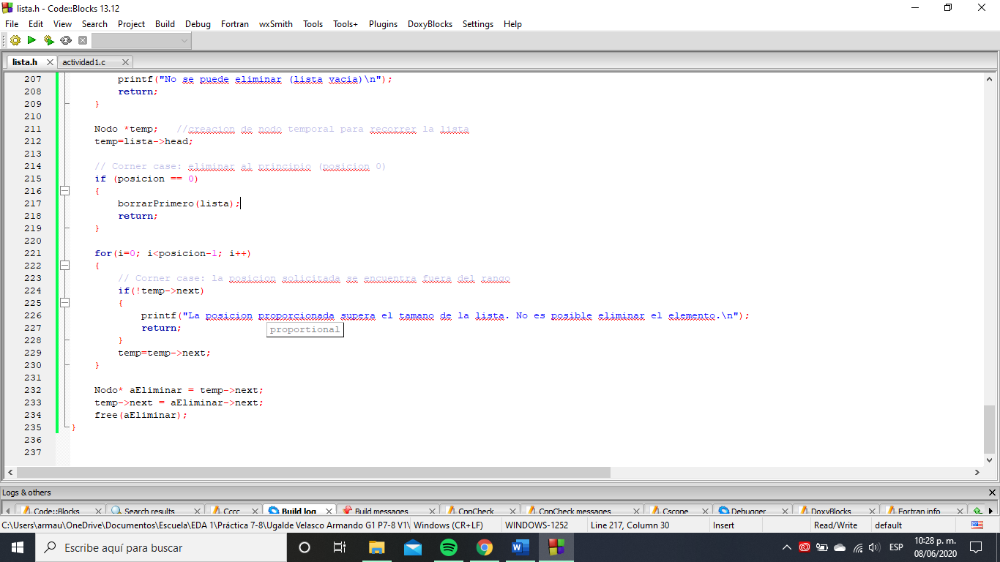 lista.h - Code::Blocks 13.12
File Edit View Search Project Build Debug Fortran wxSmith Tools Tools+ Plugins DoxyBlocks Settings Help
lista.h actividad1.c
207 printf("No se puede eliminar (lista vacia)\n");
208 return;
209 }
210
211 Nodo *temp; //creacion de nodo temporal para recorrer la lista
212 temp=lista->head;
213
214 // Corner case: eliminar al principio (posicion 0)
215 if (posicion == 0)
216 {
217 borrarPrimero(lista);
218 return;
219 }
220
221 for(i=0; i<posicion-1; i++)
222 {
223 // Corner case: la posicion solicitada se encuentra fuera del rango
224 if(!temp->next)
225 {
226 printf("La posicion proporcionada supera el tamano de la lista. No es posible eliminar el elemento.\n");
227 return;
proportional
228 }
229 temp=temp->next;
230 }
231
232 Nodo* aEliminar = temp->next;
233 temp->next = aEliminar->next;
234 free(aEliminar);
235 }
236
237
Logs & others
Code::Blocks Search results Cccc Build log Build messages CppCheck CppCheck messages Cscope Debugger DoxyBlocks Fortran info
C:\Users\armau\OneDrive\Documentos\Escuela\EDA 1\Práctica 7-8\Ugalde Velasco Armando G1 P7-8 V1\ Windows (CR+LF) WINDOWS-1252 Line 217, Column 30 Insert Read/Write default
Escribe aquí para buscar
ESP
10:28 p. m.
08/06/2020